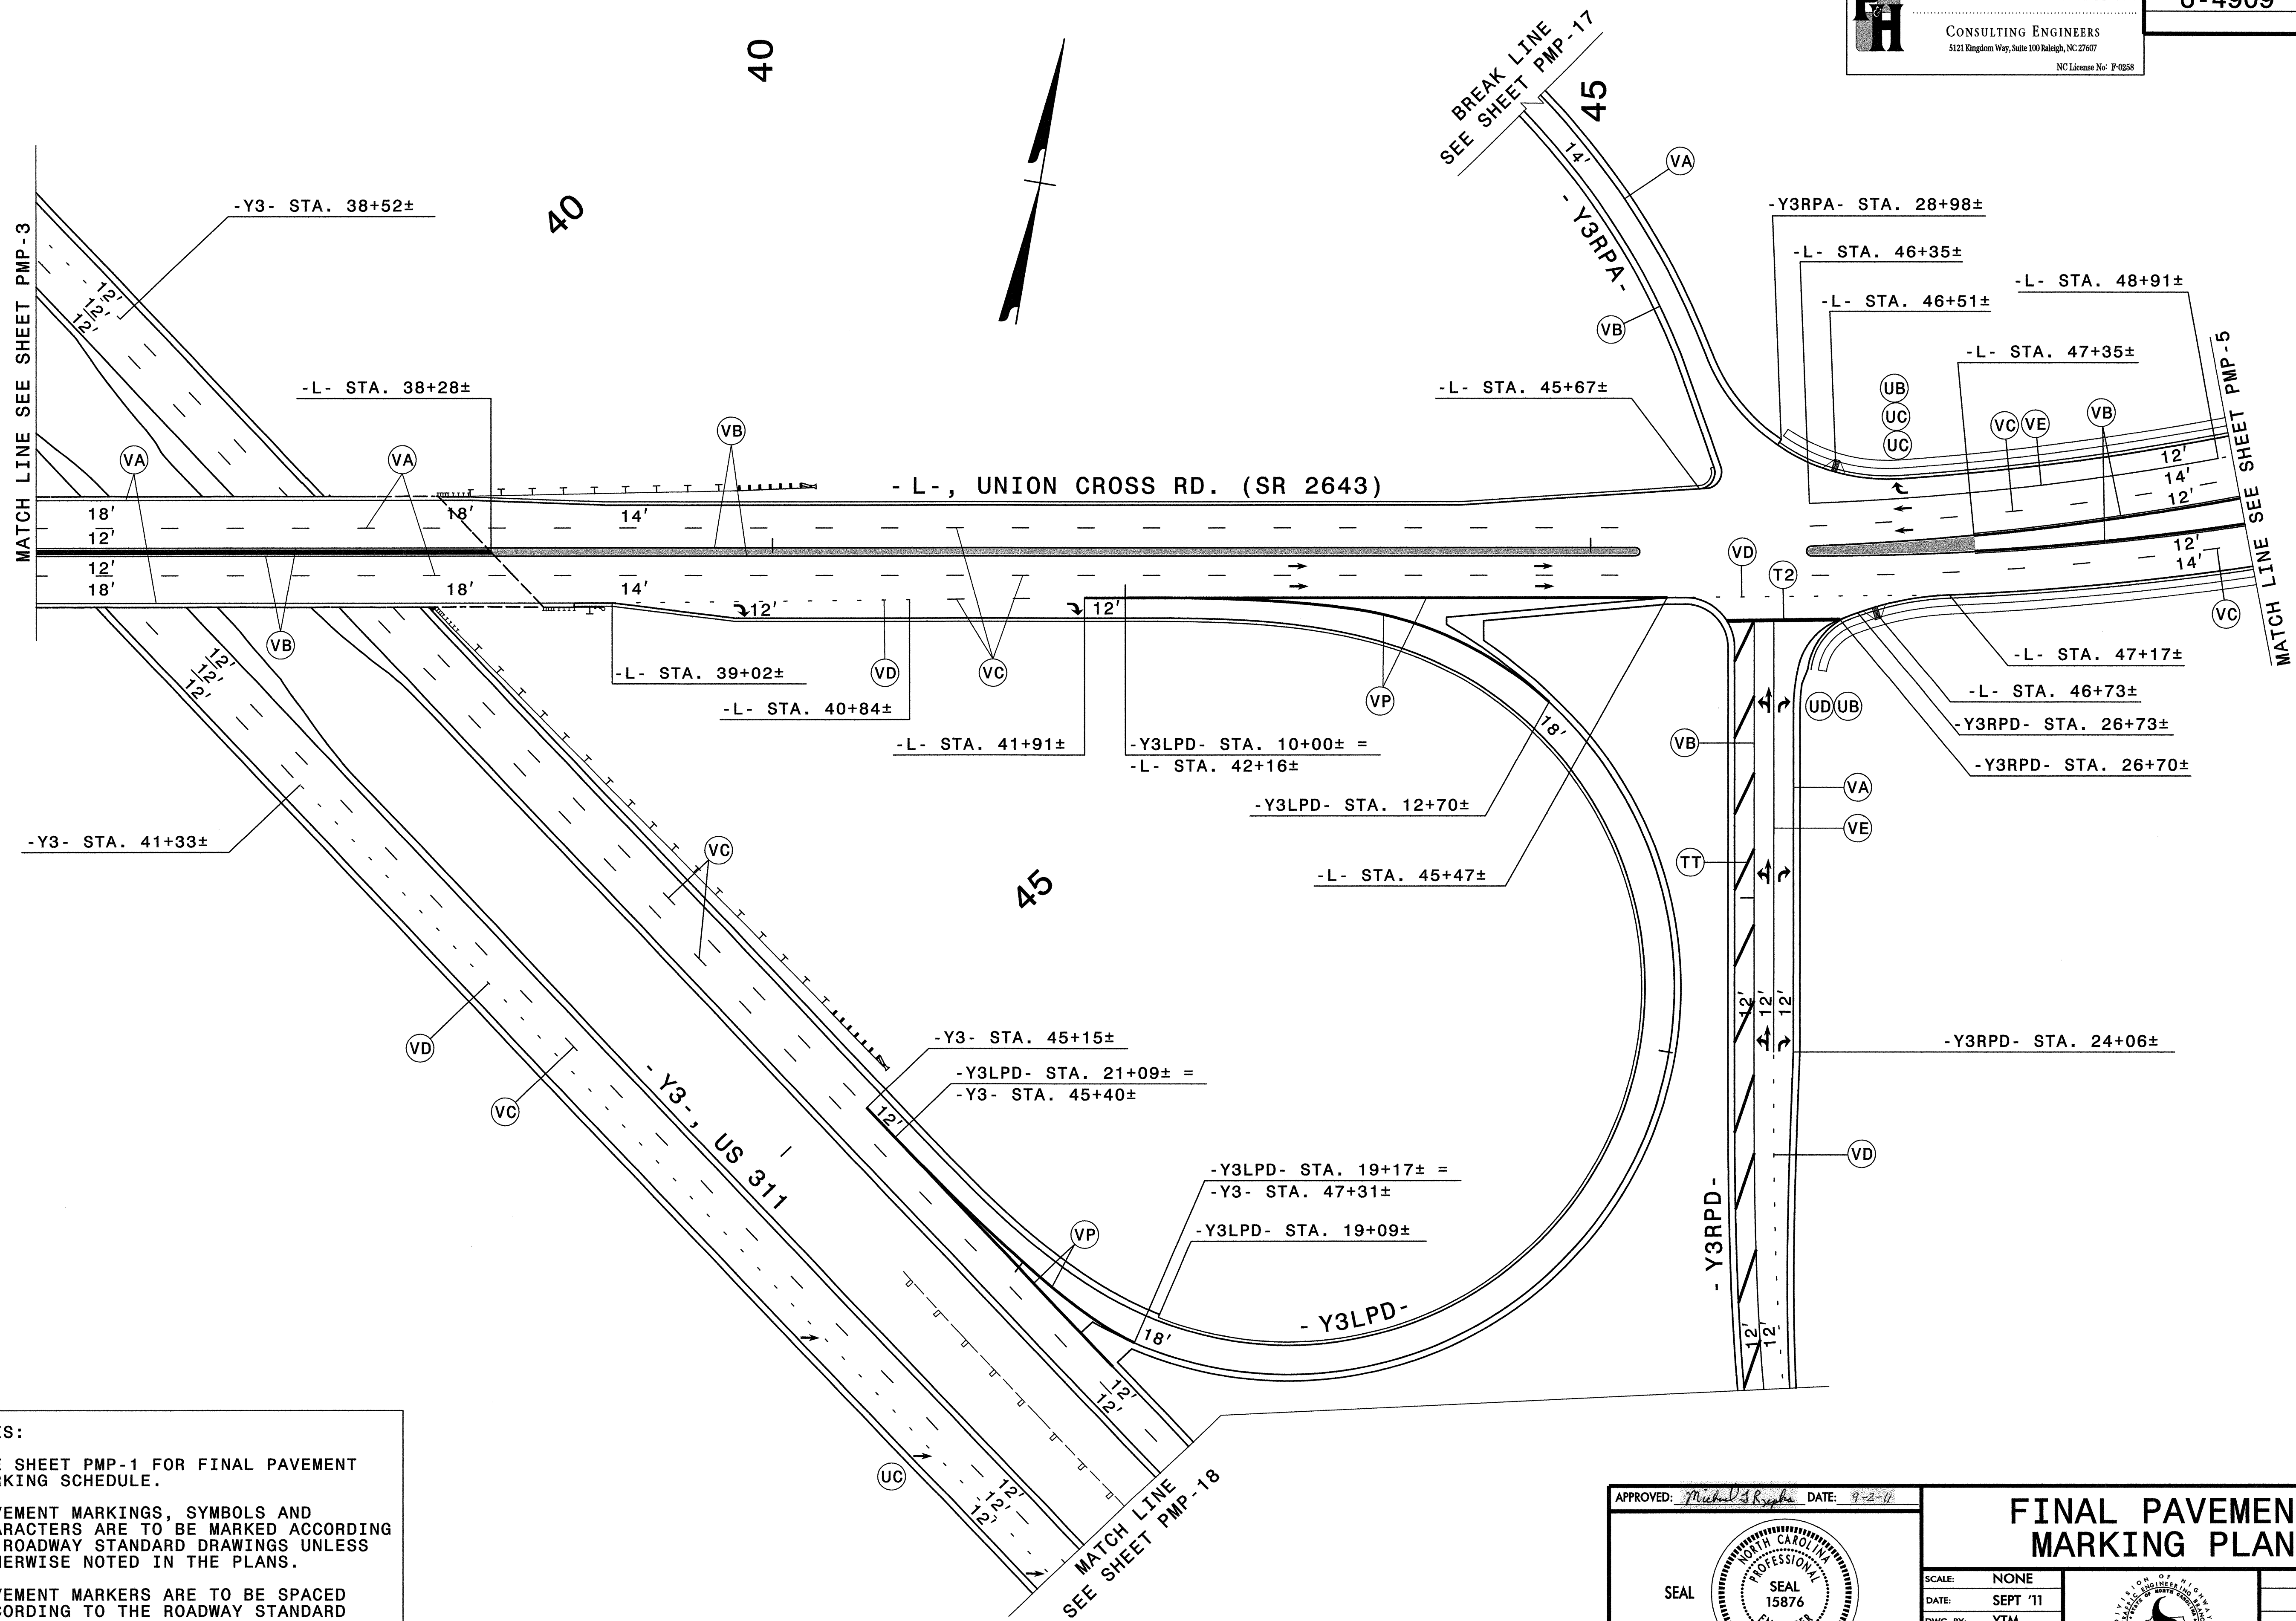 CONSULTING ENGINEERS
5121 Kingdom Way, Suite 100 Raleigh, NC 27607
NC License No: F-0258
40
40
45
45
BREAK LINE
SEE SHEET PMP-17
MATCH LINE SEE SHEET PMP-3
-Y3- STA. 38+52±
12'
12'
12'
-L- STA. 38+28±
VA
VA
VB
-L-, UNION CROSS RD. (SR 2643)
14'
-Y3RPA-
VA
VB
-Y3RPA- STA. 28+98±
-L- STA. 46+35±
-L- STA. 46+51±
-L- STA. 48+91±
-L- STA. 47+35±
-L- STA. 45+67±
UB
UC
UC
VC
VE
VB
MATCH LINE SEE SHEET PMP-5
12'
14'
12'
12'
14'
18'
12'
12'
18'
18'
14'
18'
14'
12'
12'
VD
T2
VC
VB
12'
12'
12'
-L- STA. 39+02±
-L- STA. 40+84±
VD
VC
-L- STA. 41+91±
-Y3LPD- STA. 10+00± =
-L- STA. 42+16±
VP
18'
-Y3LPD- STA. 12+70±
-L- STA. 45+47±
UD
UB
-L- STA. 47+17±
-L- STA. 46+73±
-Y3RPD- STA. 26+73±
-Y3RPD- STA. 26+70±
VB
VA
VE
TT
-Y3- STA. 41+33±
VC
VD
VC
-Y3-, US 311
-Y3- STA. 45+15±
-Y3LPD- STA. 21+09± =
-Y3- STA. 45+40±
12'
12'
12'
12'
-Y3RPD- STA. 24+06±
VD
-Y3RPD-
12'
12'
-Y3LPD- STA. 19+17± =
-Y3- STA. 47+31±
-Y3LPD- STA. 19+09±
VP
-Y3LPD-
18'
12'
12'
UC
12'
12'
12'
MATCH LINE
SEE SHEET PMP-18
SHEET PMP-1 FOR FINAL PAVEMENT
SCHEDULE.
MARKINGS, SYMBOLS AND
ARE TO BE MARKED ACCORDING
ROADWAY STANDARD DRAWINGS UNLESS
NOTED IN THE PLANS.
MARKERS ARE TO BE SPACED
TO THE ROADWAY STANDARD
APPROVED: DATE: 9-2-11
SEAL
NORTH CAROLINA
PROFESSIONAL
SEAL
15876
FINAL
MARKING PLAN
SCALE: NONE
DATE: SEPT '11